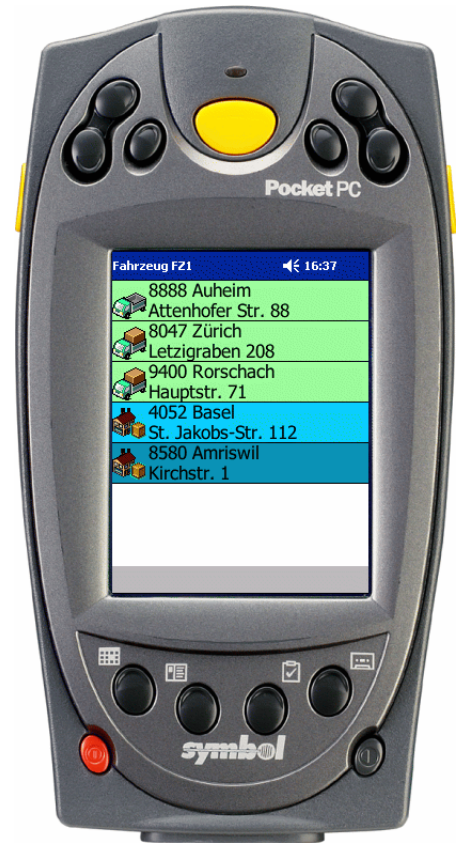 Pocket PC
Fahrzeug FZ1 16:37
8888 Auheim
Attenhofer Str. 88
8047 Zürich
Letzigraben 208
9400 Rorschach
Hauptstr. 71
4052 Basel
St. Jakobs-Str. 112
8580 Amriswil
Kirchstr. 1
symbol